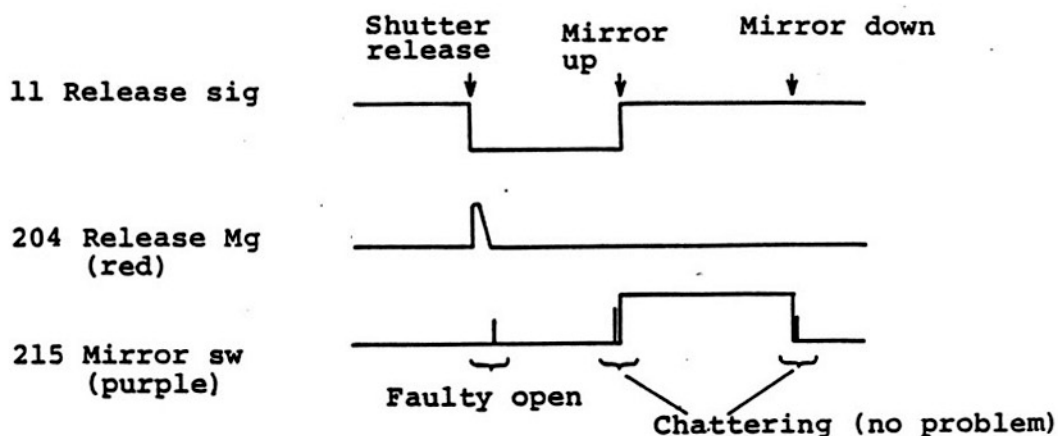 Shutter
release
Mirror
up
Mirror down
11 Release sig
204 Release Mg
(red)
215 Mirror sw
(purple)
Faulty open
Chattering (no problem)